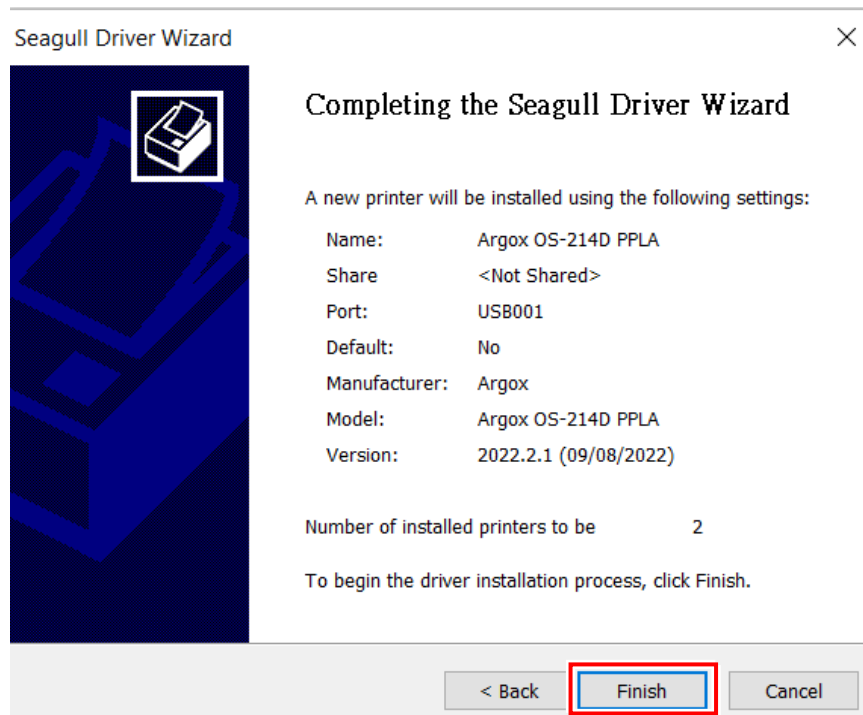 Seagull Driver Wizard
Completing the Seagull Driver Wizard
A new printer will be installed using the following settings:
Name: Argox OS-214D PPLA
Share <Not Shared>
Port: USB001
Default: No
Manufacturer: Argox
Model: Argox OS-214D PPLA
Version: 2022.2.1 (09/08/2022)
Number of installed printers to be 2
To begin the driver installation process, click Finish.
< Back Finish Cancel